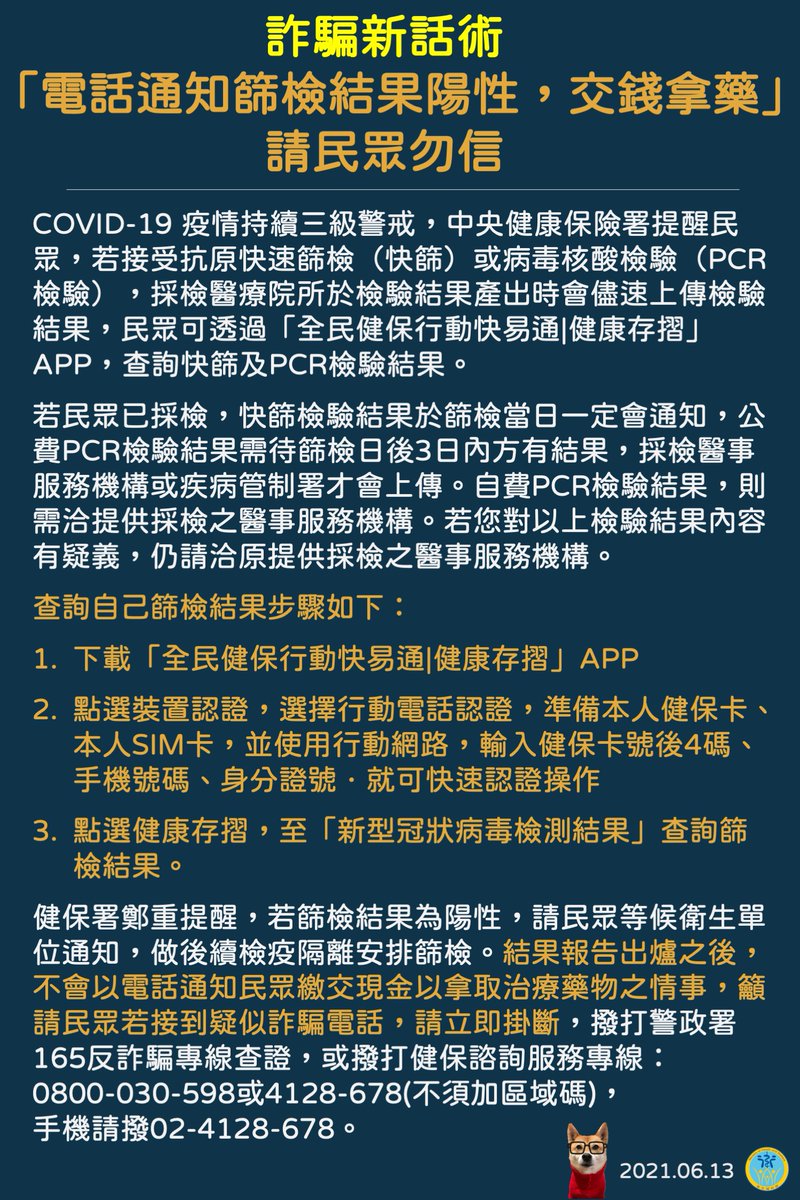 詐騙新話術
「電話通知篩檢結果陽性，交錢拿藥」
請民眾勿信
COVID-19 疫情持續三級警戒，中央健康保險署提醒民
眾，若接受抗原快速篩檢（快篩）或病毒核酸檢驗（PCR
檢驗），採檢醫療院所於檢驗結果產出時會儘速上傳檢驗
結果，民眾可透過「全民健保行動快易通|健康存摺」
APP，查詢快篩及PCR檢驗結果。
若民眾已採檢，快篩檢驗結果於篩檢當日一定會通知，公
費PCR檢驗結果需待篩檢日後3日內方有結果，採檢醫事
服務機構或疾病管制署才會上傳。自費PCR檢驗結果，則
需洽提供採檢之醫事服務機構。若您對以上檢驗結果內容
有疑義，仍請洽原提供採檢之醫事服務機構。
查詢自己篩檢結果步驟如下：
1. 下載「全民健保行動快易通|健康存摺」APP
2. 點選裝置認證，選擇行動電話認證，準備本人健保卡、
本人SIM卡，並使用行動網路，輸入健保卡號後4碼、
手機號碼、身分證號．就可快速認證操作
3. 點選健康存摺，至「新型冠狀病毒檢測結果」查詢篩
檢結果。
健保署鄭重提醒，若篩檢結果為陽性，請民眾等候衛生單
位通知，做後續檢疫隔離安排篩檢。結果報告出爐之後，
不會以電話通知民眾繳交現金以拿取治療藥物之情事，籲
請民眾若接到疑似詐騙電話，請立即掛斷，撥打警政署
165反詐騙專線查證，或撥打健保諮詢服務專線：
0800-030-598或4128-678(不須加區域碼)，
手機請撥02-4128-678。
2021.06.13